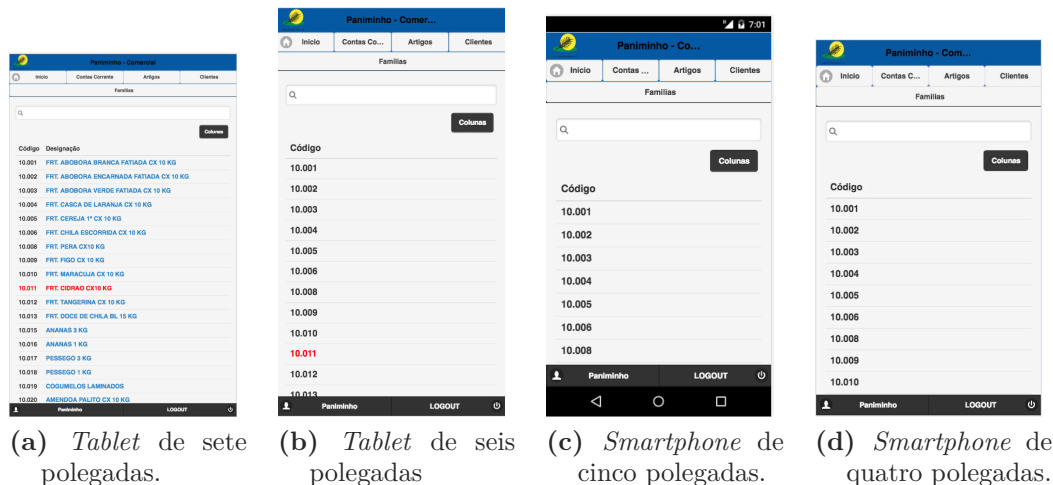 Paniminho - Comercial
Inicio Contas Corrente Artigos Clientes
Familias
Colunas
Código Designação
10.001 FRT. ABOBORA BRANCA FATIADA CX 10 KG
10.002 FRT. ABOBORA ENCARNADA FATIADA CX 10 KG
10.003 FRT. ABOBORA VERDE FATIADA CX 10 KG
10.004 FRT. CASCA DE LARANJA CX 10 KG
10.005 FRT. CEREJA 1ª CX 10 KG
10.006 FRT. CHILA ESCORRIDA CX 10 KG
10.008 FRT. PERA CX10 KG
10.009 FRT. FIGO CX 10 KG
10.010 FRT. MARACUJA CX 10 KG
10.011 FRT. CIDRAO CX10 KG
10.012 FRT. TANGERINA CX 10 KG
10.013 FRT. DOCE DE CHILA BL 15 KG
10.015 ANANAS 3 KG
10.016 ANANAS 1 KG
10.017 PESSEGO 3 KG
10.018 PESSEGO 1 KG
10.019 COGUMELOS LAMINADOS
10.020 AMENDOA PALITO CX 10 KG
Paniminho LOGOUT
(a) Tablet de sete
polegadas.
Paniminho - Comer...
Inicio Contas Co... Artigos Clientes
Familias
Colunas
Código
10.001
10.002
10.003
10.004
10.005
10.006
10.008
10.009
10.010
10.011
10.012
10.013
Paniminho LOGOUT
(b) Tablet de seis
polegadas
7:01
Paniminho - Co...
Inicio Contas ... Artigos Clientes
Familias
Colunas
Código
10.001
10.002
10.003
10.004
10.005
10.006
10.008
Paniminho LOGOUT
(c) Smartphone de
cinco polegadas.
Paniminho - Com...
Inicio Contas C... Artigos Clientes
Familias
Colunas
Código
10.001
10.002
10.003
10.004
10.005
10.006
10.008
10.009
10.010
Paniminho LOGOUT
(d) Smartphone de
quatro polegadas.